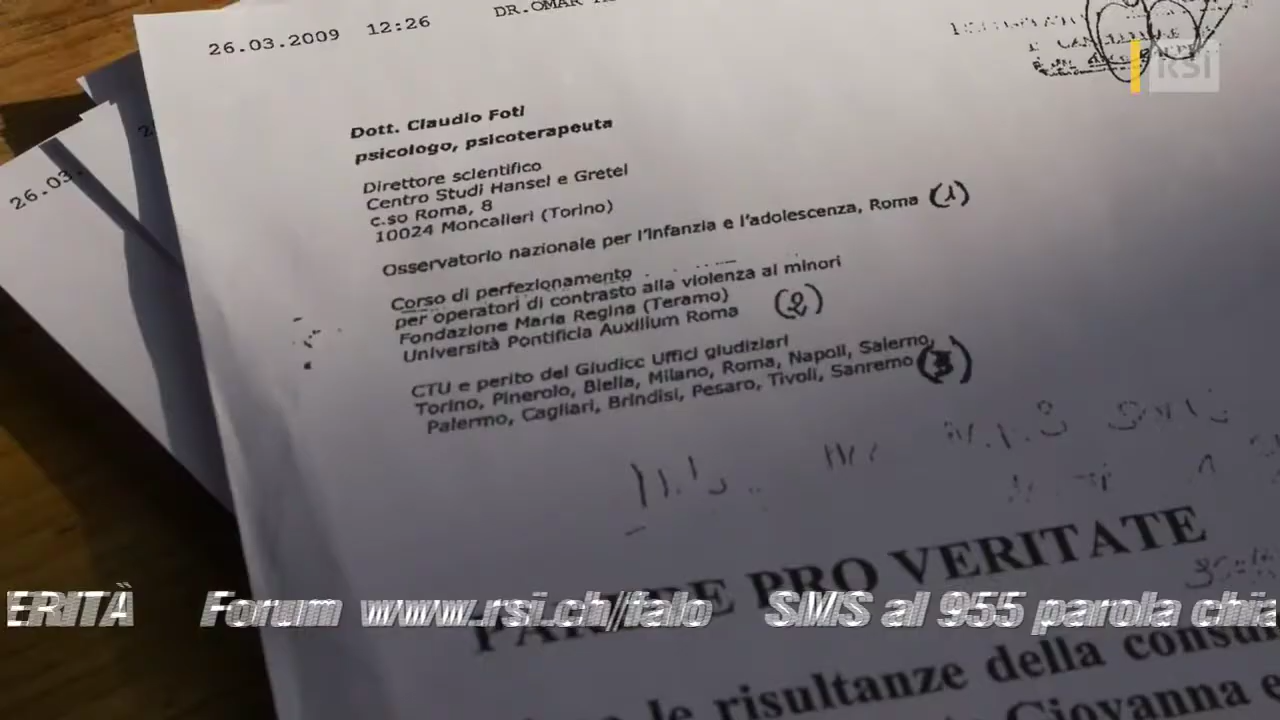 26.03.2009 12:26
DR.OMAR
RSI
26.03.
Dott. Claudio Foti
psicologo, psicoterapeuta
Direttore scientifico
Centro Studi Hansel e Gretel
c.so Roma, 8
10024 Moncalieri (Torino)
Osservatorio nazionale per l'infanzia e l'adolescenza, Roma (1)
Corso di perfezionamento
per operatori di contrasto alla violenza ai minori
Fondazione Maria Regina (Teramo)
Università Pontificia Auxilium Roma (2)
CTU e perito del Giudice Uffici giudiziari
Torino, Pinerolo, Biella, Milano, Roma, Napoli, Salerno,
Palermo, Cagliari, Brindisi, Pesaro, Tivoli, Sanremo (3)
PRO VERITATE
ERITÀ Forum www.rsi.ch/falo SMS al 955 parola chia
le risultanze della consu
Giovanna e